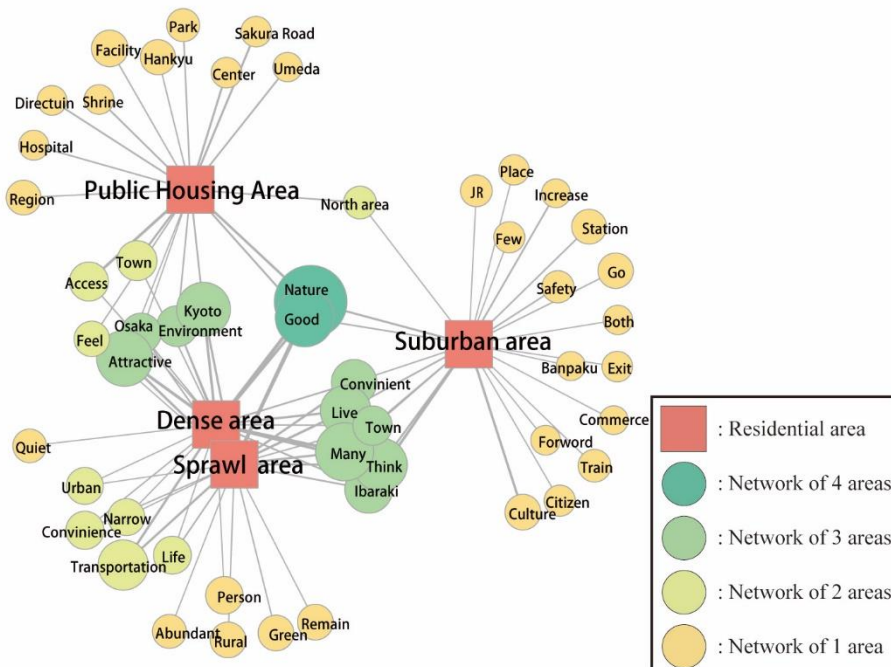 Park
Sakura Road
Facility
Hankyu
Center
Umeda
Directuin
Shrine
Hospital
Region
Public Housing Area
North area
JR
Place
Increase
Few
Station
Safety
Go
Both
Suburban area
Banpaku
Exit
Commerce
Forword
Train
Culture
Citizen
Town
Access
Nature
Good
Kyoto
Osaka
Environment
Feel
Attractive
Convinient
Live
Town
Many
Think
Ibaraki
Dense area
Sprawl area
Quiet
Urban
Narrow
Convinience
Transportation
Life
Person
Abundant
Rural
Green
Remain
: Residential area
: Network of 4 areas
: Network of 3 areas
: Network of 2 areas
: Network of 1 area